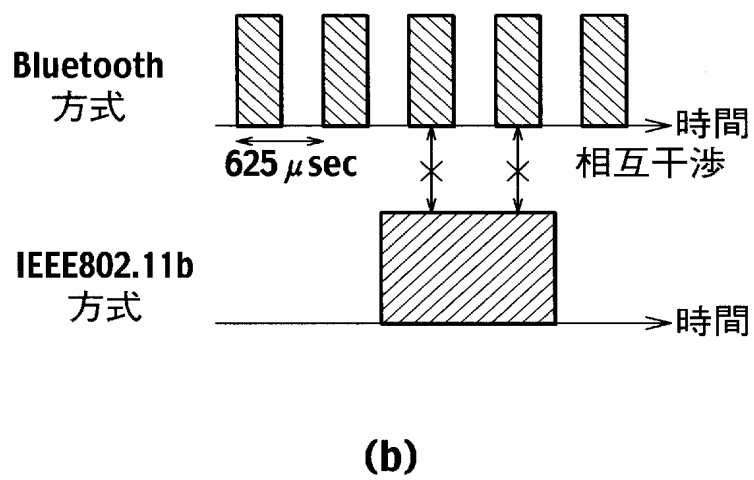 Bluetooth
方式
時間
625μsec
相互干渉
IEEE802.11b
方式
時間
(b)